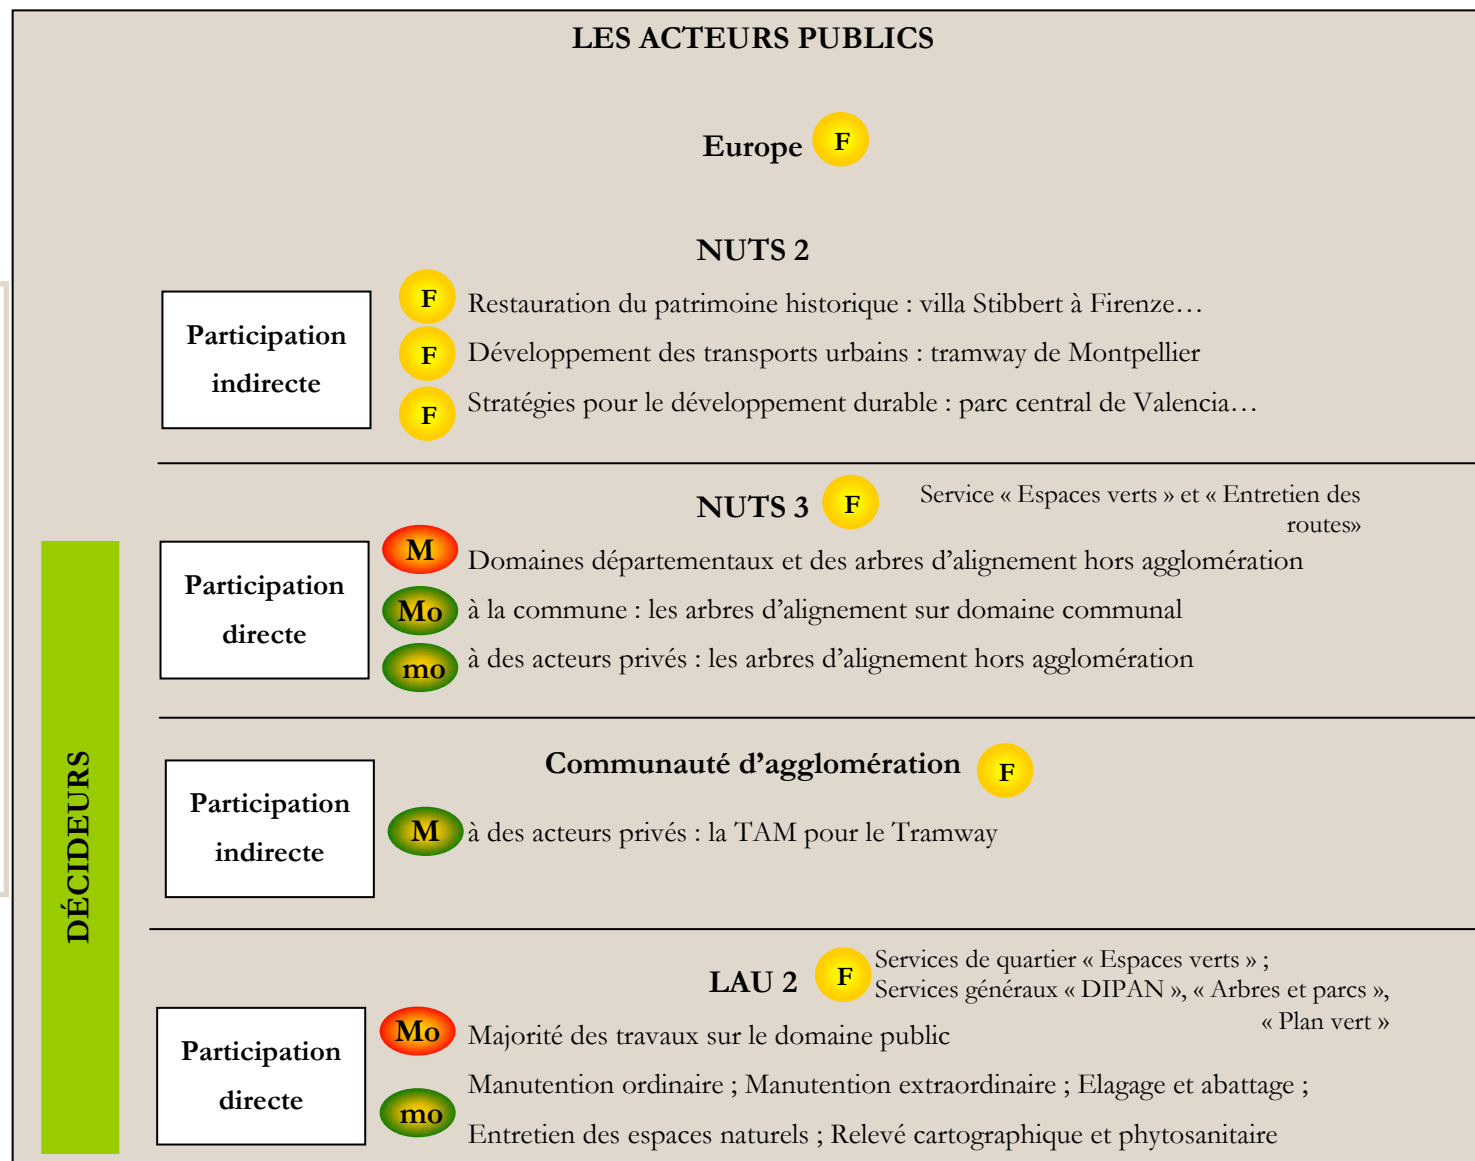 LES ACTEURS PUBLICS
Europe F
NUTS 2
Participation
indirecte
F Restauration du patrimoine historique : villa Stibbert à Firenze…
F Développement des transports urbains : tramway de Montpellier
F Stratégies pour le développement durable : parc central de Valencia…
NUTS 3 F
Service « Espaces verts » et « Entretien des
routes»
DÉCIDEURS
Participation
directe
M Domaines départementaux et des arbres d’alignement hors agglomération
Mo à la commune : les arbres d’alignement sur domaine communal
mo à des acteurs privés : les arbres d’alignement hors agglomération
Communauté d’agglomération F
Participation
indirecte
M à des acteurs privés : la TAM pour le Tramway
LAU 2 F
Services de quartier « Espaces verts » ;
Services généraux « DIPAN », « Arbres et parcs »,
« Plan vert »
Participation
directe
Mo Majorité des travaux sur le domaine public
mo Manutention ordinaire ; Manutention extraordinaire ; Elagage et abattage ;
Entretien des espaces naturels ; Relevé cartographique et phytosanitaire